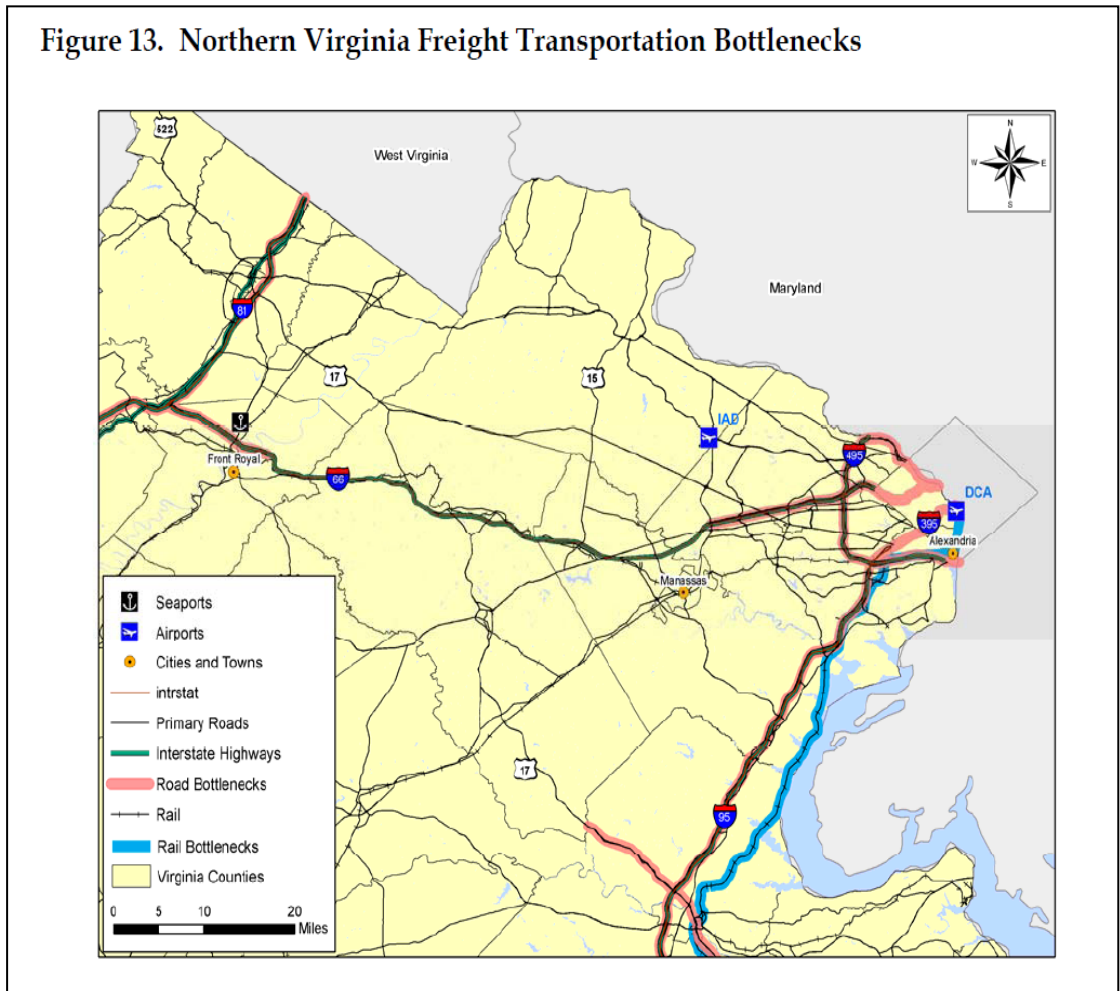 Figure 13. Northern Virginia Freight Transportation Bottlenecks
522
West Virginia
N
W
E
S
Maryland
81
17
15
IAD
495
Front Royal
66
DCA
395
Alexandria
Manassas
Seaports
Airports
Cities and Towns
intrstat
Primary Roads
Interstate Highways
Road Bottlenecks
Rail
Rail Bottlenecks
Virginia Counties
0 5 10 20
Miles
17
95